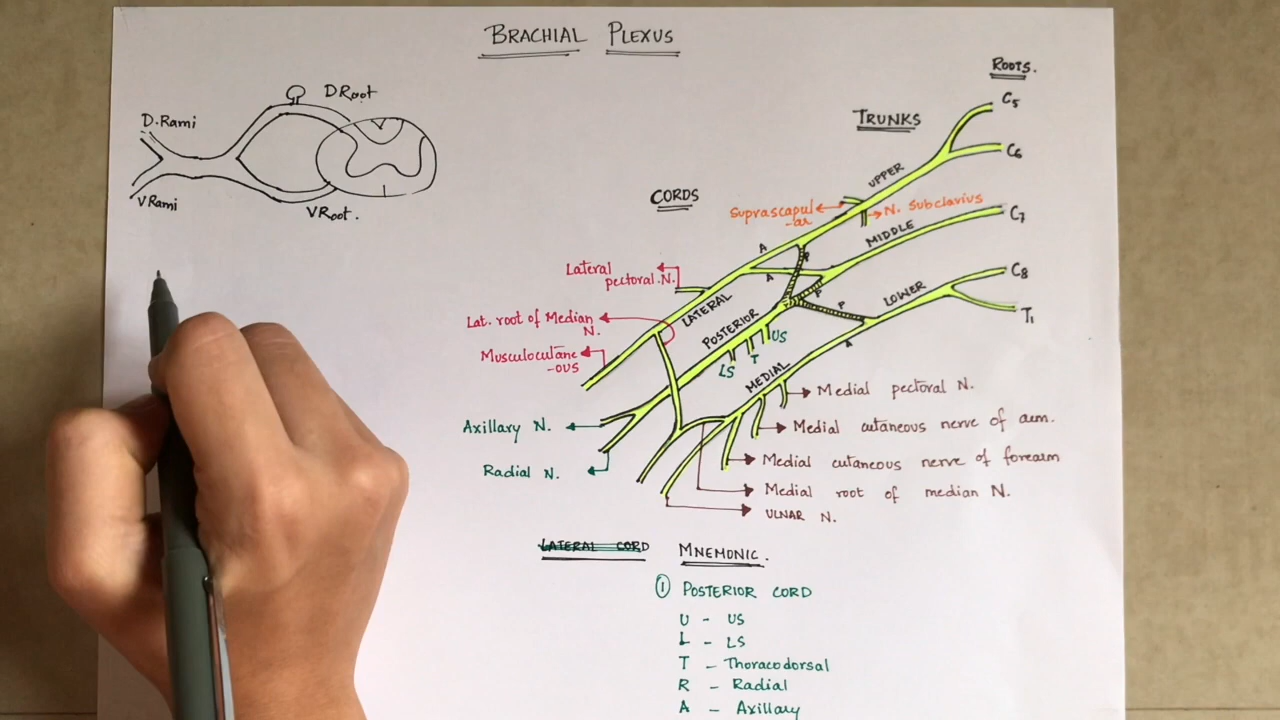 BRACHIAL PLEXUS
D Root
D.Rami
V Rami
V Root.
ROOTS.
C5
C6
C7
C8
T1
TRUNKS
UPPER
MIDDLE
LOWER
Suprascapul
-ar
N. Subclavius
CORDS
A
P
A
P
P
A
LATERAL
POSTERIOR
MEDIAL
Lateral
pectoral.N.
Lat. root of Median
N.
Musculocutane
-ous
US
T
LS
Axillary N.
Radial N.
Medial pectoral N.
Medial cutaneous nerve of arm.
Medial cutaneous nerve of forearm
Medial root of median N.
ULNAR N.
LATERAL CORD MNEMONIC.
① POSTERIOR CORD
U - US
L - LS
T - Thoracodorsal
R - Radial
A - Axillary